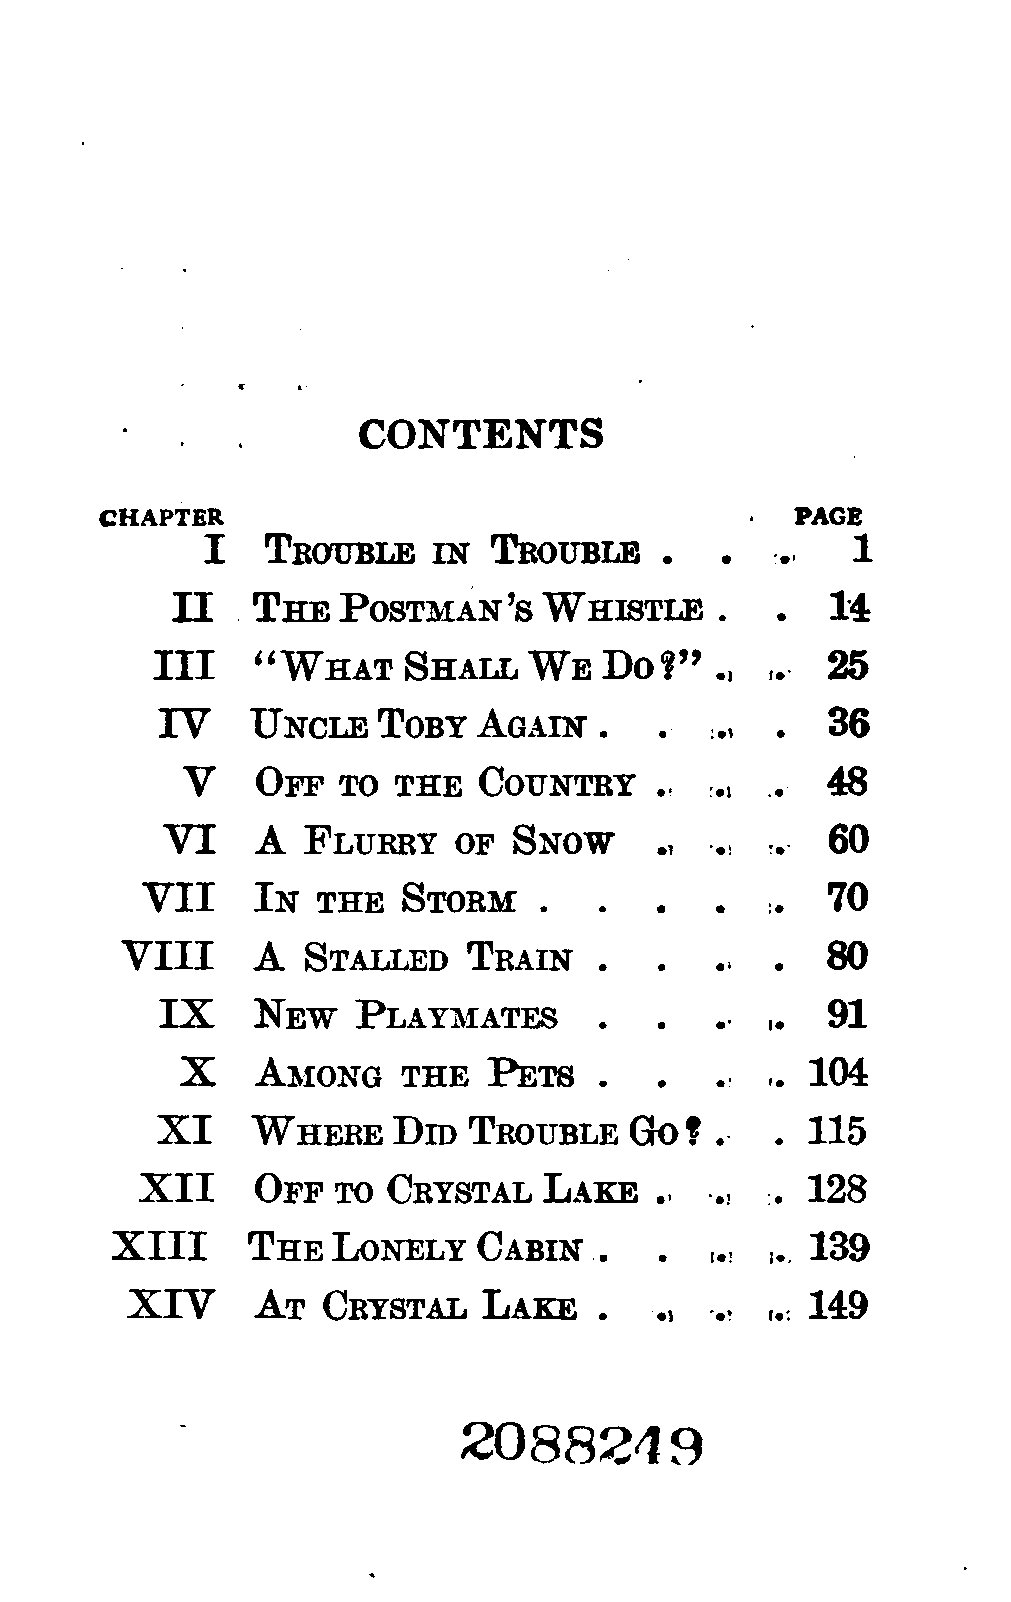 CONTENTS
CHAPTER PAGE
I TROUBLE IN TROUBLE . . . 1
II THE POSTMAN'S WHISTLE . . 14
III "WHAT SHALL WE DO?" . . 25
IV UNCLE TOBY AGAIN . . . . 36
V OFF TO THE COUNTRY . . . 48
VI A FLURRY OF SNOW . . . 60
VII IN THE STORM . . . . . 70
VIII A STALLED TRAIN . . . . 80
IX NEW PLAYMATES . . . . 91
X AMONG THE PETS . . . . 104
XI WHERE DID TROUBLE GO? . . 115
XII OFF TO CRYSTAL LAKE . . . 128
XIII THE LONELY CABIN . . . . 139
XIV AT CRYSTAL LAKE . . . . 149
2088249